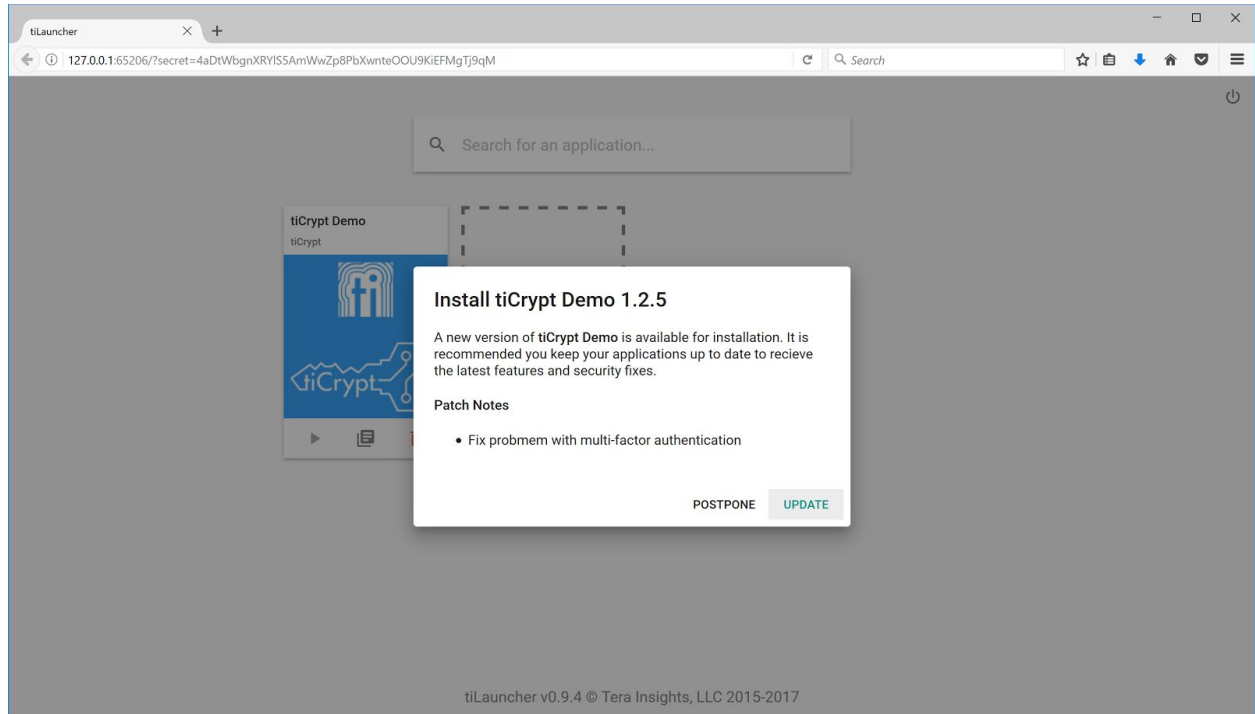 tiLauncher
127.0.0.1:65206/?secret=4aDtWbgnXRYlS5AmWwZp8PbXwnteOOU9KiEFMgTj9qM
Search
Search for an application...
tiCrypt Demo
tiCrypt
ti
tiCrypt
Install tiCrypt Demo 1.2.5
A new version of tiCrypt Demo is available for installation. It is
recommended you keep your applications up to date to recieve
the latest features and security fixes.
Patch Notes
• Fix probmem with multi-factor authentication
POSTPONE UPDATE
tiLauncher v0.9.4 © Tera Insights, LLC 2015-2017